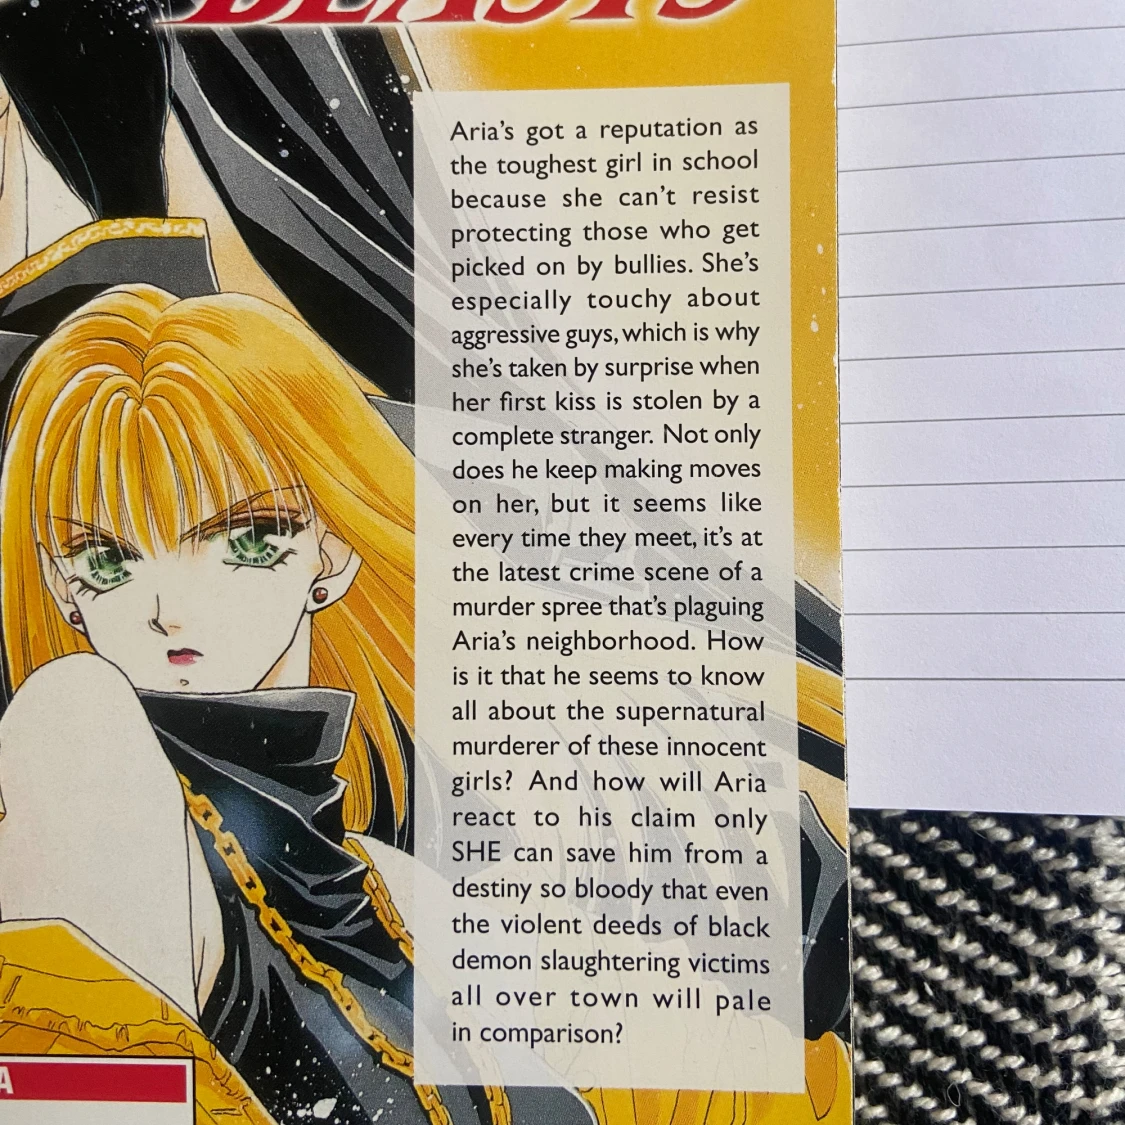 Aria's got a reputation as
the toughest girl in school
because she can't resist
protecting those who get
picked on by bullies. She's
especially touchy about
aggressive guys, which is why
she's taken by surprise when
her first kiss is stolen by a
complete stranger. Not only
does he keep making moves
on her, but it seems like
every time they meet, it's at
the latest crime scene of a
murder spree that's plaguing
Aria's neighborhood. How
is it that he seems to know
all about the supernatural
murderer of these innocent
girls? And how will Aria
react to his claim only
SHE can save him from a
destiny so bloody that even
the violent deeds of black
demon slaughtering victims
all over town will pale
in comparison?